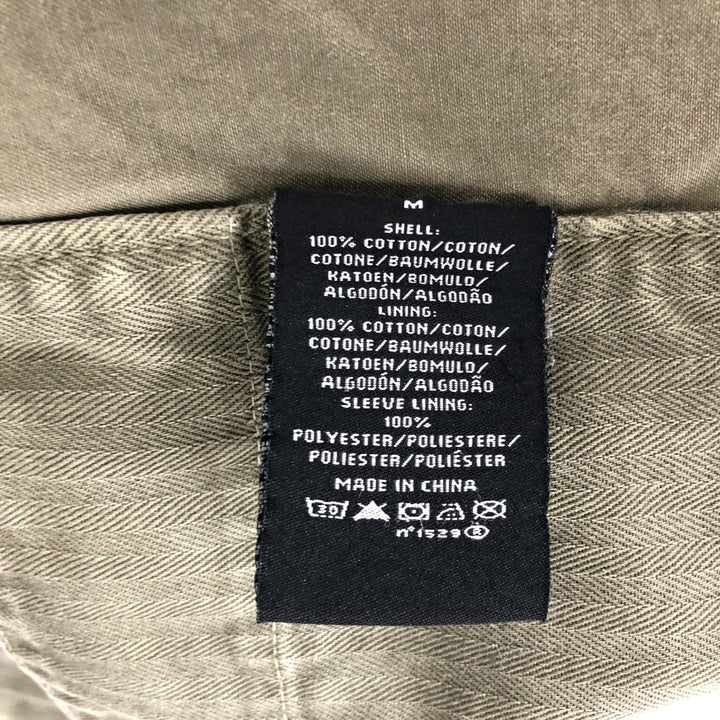 M
SHELL:
100% COTTON/COTON/
COTONE/BAUMWOLLE/
KATOEN/BOMULD/
ALGODÓN/ALGODÃO
LINING:
100% COTTON/COTON/
COTONE/BAUMWOLLE/
KATOEN/BOMULD/
ALGODÓN/ALGODÃO
SLEEVE LINING:
100%
POLYESTER/POLIESTERE/
POLIESTER/POLIÉSTER
MADE IN CHINA
30
n°1529®